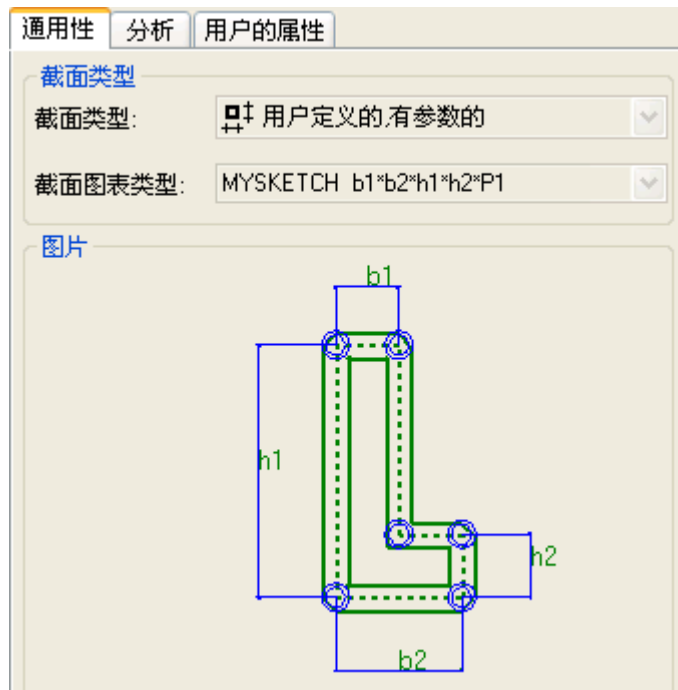 通用性 分析 用户的属性
截面类型
截面类型: 用户定义的,有参数的
截面图表类型: MYSKETCH b1*b2*h1*h2*P1
图片
b1
h1
h2
b2